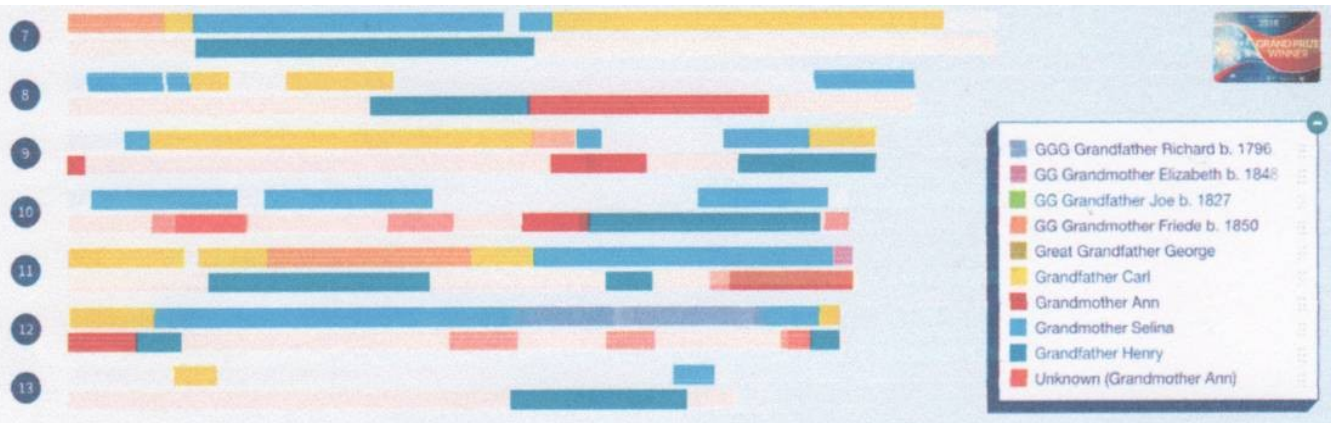 7
8
9
10
11
12
13
2018
GRAND PRIZE
WINNER
GGG Grandfather Richard b. 1796
GG Grandmother Elizabeth b. 1848
GG Grandfather Joe b. 1827
GG Grandmother Friede b. 1850
Great Grandfather George
Grandfather Carl
Grandmother Ann
Grandmother Selina
Grandfather Henry
Unknown (Grandmother Ann)